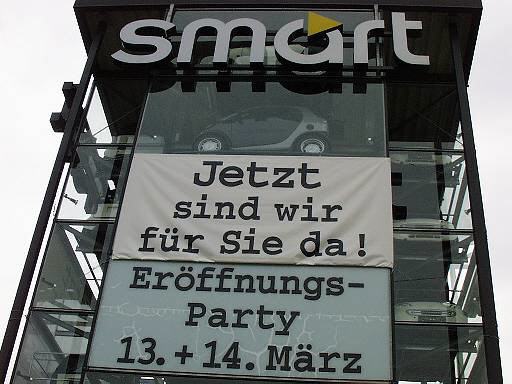 smart
Jetzt
sind wir
für Sie da!
Eröffnungs-
Party
13. + 14. März